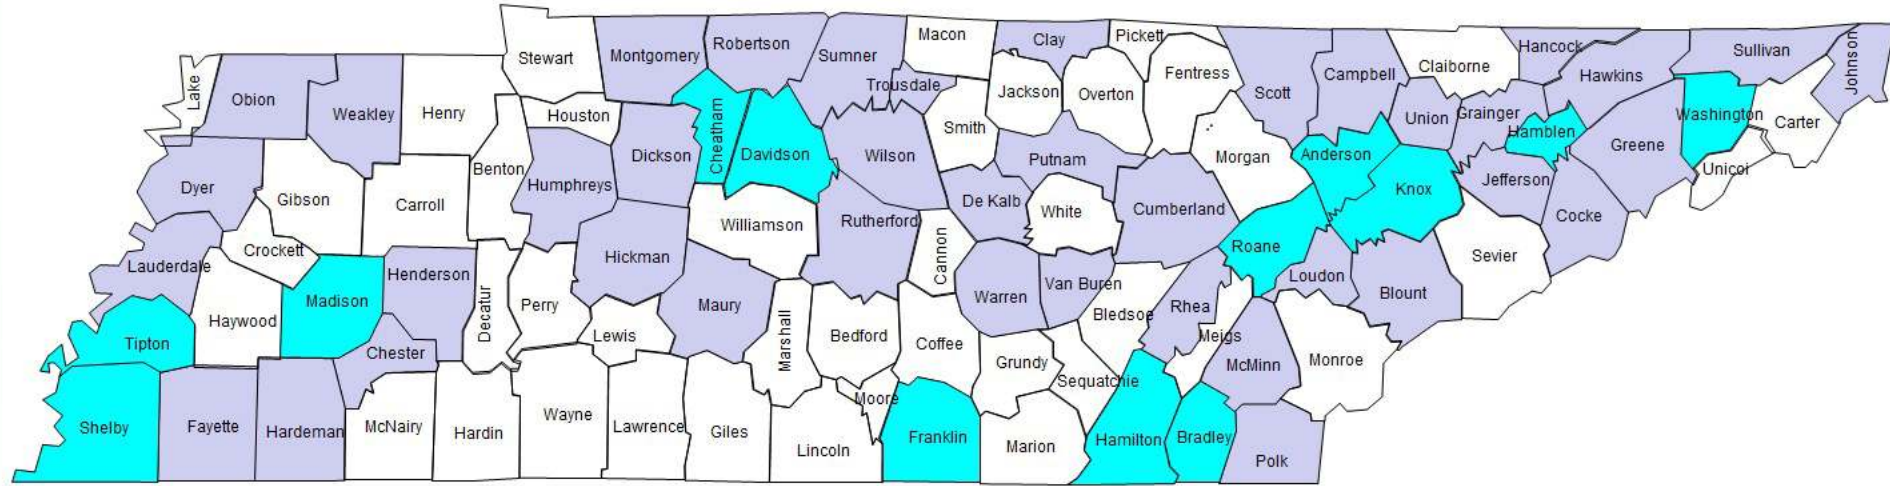 Lake
Obion
Weakley
Henry
Stewart
Montgomery
Robertson
Sumner
Macon
Clay
Pickett
Fentress
Scott
Campbell
Claiborne
Hancock
Hawkins
Sullivan
Johnson
Dyer
Gibson
Carroll
Benton
Houston
Humphreys
Dickson
Cheatham
Davidson
Wilson
Trousdale
Smith
Jackson
Overton
Putnam
Morgan
Anderson
Union
Grainger
Hamblen
Greene
Washington
Carter
Unicoi
Lauderdale
Crockett
Madison
Henderson
Decatur
Perry
Hickman
Williamson
Rutherford
Cannon
De Kalb
White
Cumberland
Roane
Knox
Jefferson
Cocke
Sevier
Loudon
Blount
Tipton
Haywood
Chester
Lewis
Maury
Marshall
Bedford
Coffee
Warren
Van Buren
Bledsoe
Rhea
Meigs
McMinn
Monroe
Shelby
Fayette
Hardeman
McNairy
Hardin
Wayne
Lawrence
Giles
Lincoln
Moore
Franklin
Grundy
Sequatchie
Marion
Hamilton
Bradley
Polk